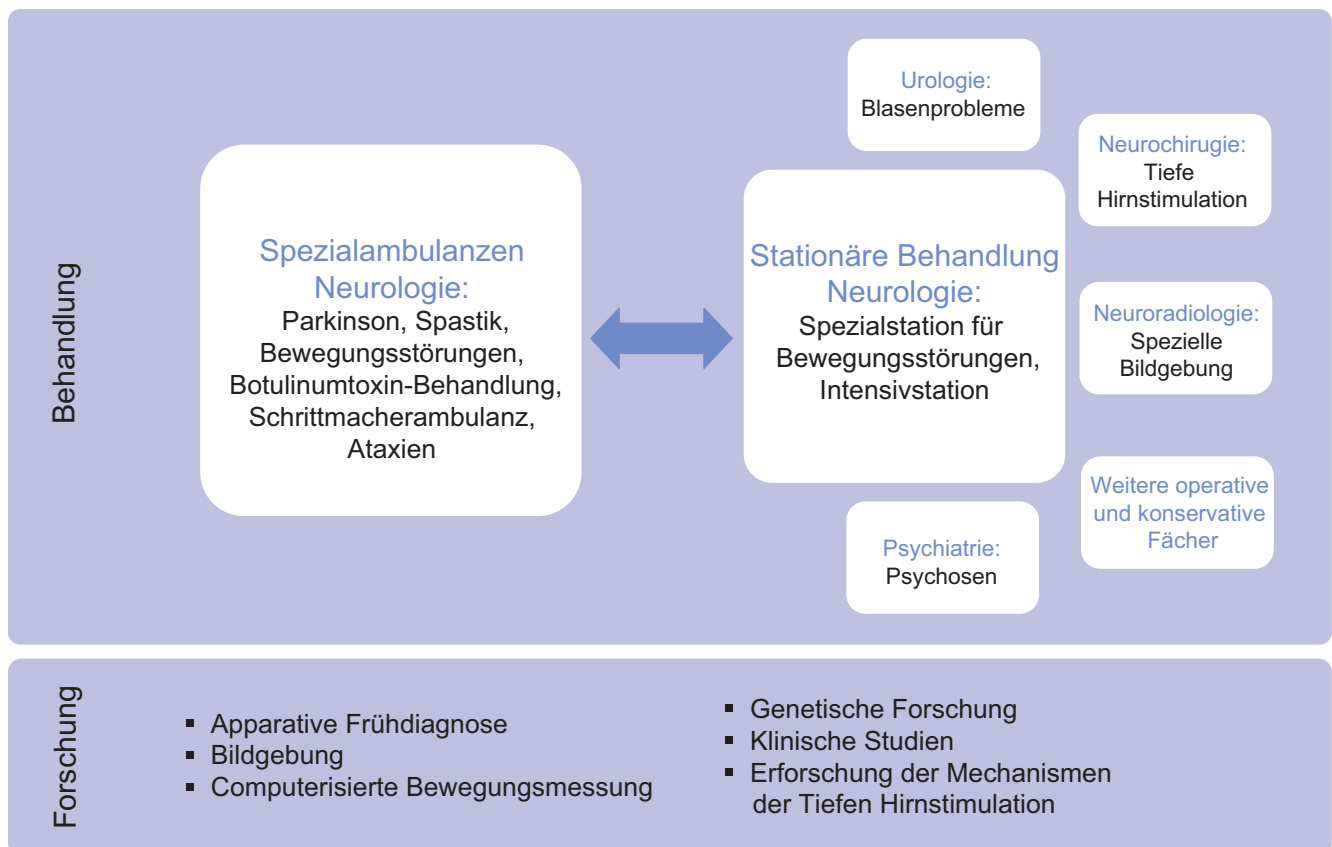 Behandlung
Spezialambulanzen
Neurologie:
Parkinson, Spastik,
Bewegungsstörungen,
Botulinumtoxin-Behandlung,
Schrittmacherambulanz,
Ataxien
Urologie:
Blasenprobleme
Stationäre Behandlung
Neurologie:
Spezialstation für
Bewegungsstörungen,
Intensivstation
Neurochirugie:
Tiefe
Hirnstimulation
Neuroradiologie:
Spezielle
Bildgebung
Weitere operative
und konservative
Fächer
Psychiatrie:
Psychosen
Forschung
▪ Apparative Frühdiagnose
▪ Bildgebung
▪ Computerisierte Bewegungsmessung
▪ Genetische Forschung
▪ Klinische Studien
▪ Erforschung der Mechanismen
der Tiefen Hirnstimulation